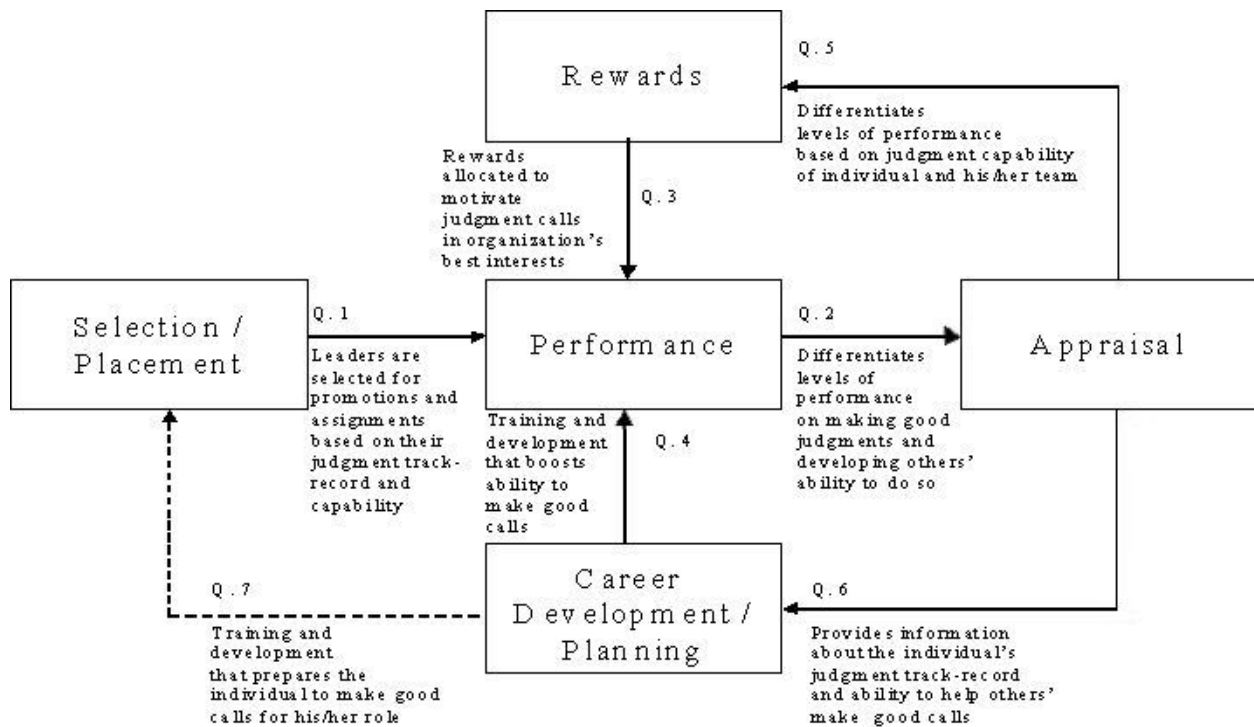 Rewards
Q.5
Differentiates
levels of performance
based on judgment capability
of individual and his/her team
Rewards
allocated to
motivate
judgment calls
in organization's
best interests
Q.3
Selection /
Placement
Q.1
Leaders are
selected for
promotions and
assignments
based on their
judgment track-
record and
capability
Performance
Q.2
Differentiates
levels of
performance
on making good
judgments and
developing others'
ability to do so
Appraisal
Training and
development
that boosts
ability to
make good
calls
Q.4
Career
Development /
Planning
Q.7
Training and
development
that prepares the
individual to make good
calls for his/her role
Q.6
Provides information
about the individual's
judgment track-record
and ability to help others'
make good calls